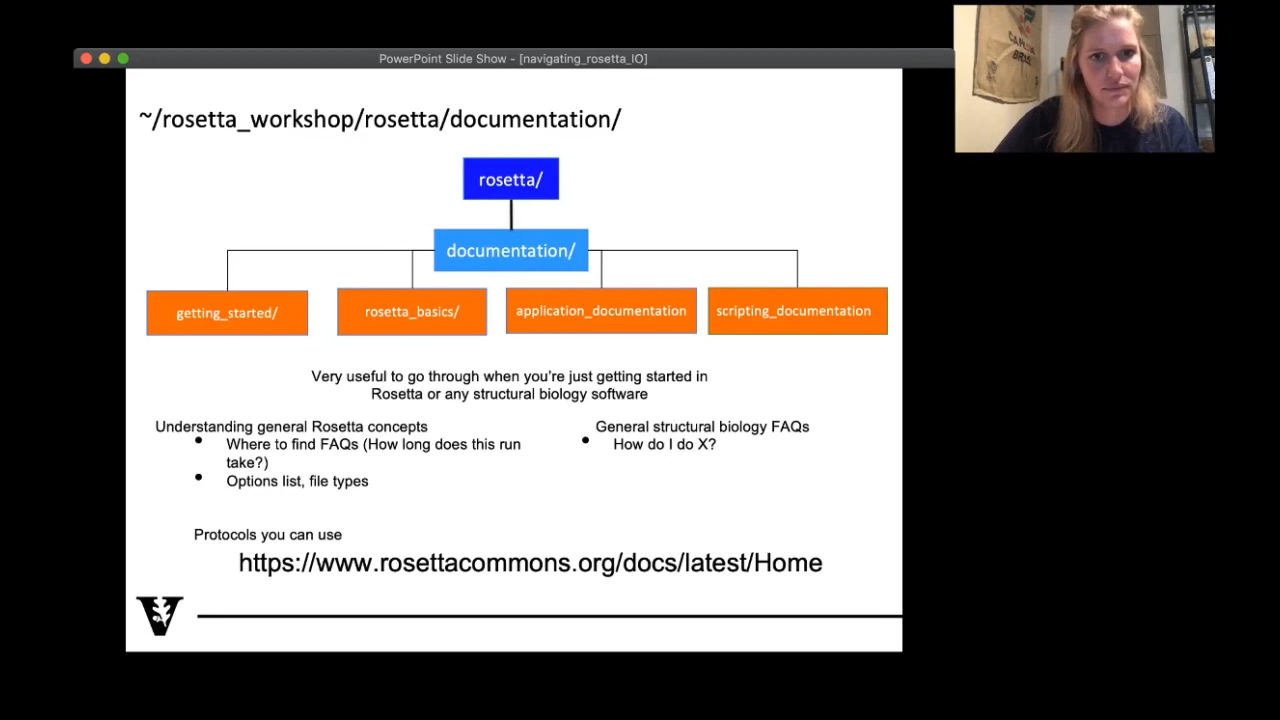 PowerPoint Slide Show - [navigating_rosetta_IO]
~/rosetta_workshop/rosetta/documentation/
rosetta/
documentation/
getting_started/
rosetta_basics/
application_documentation
scripting_documentation
Very useful to go through when you’re just getting started in
Rosetta or any structural biology software
Understanding general Rosetta concepts
• Where to find FAQs (How long does this run
take?)
• Options list, file types
General structural biology FAQs
• How do I do X?
Protocols you can use
https://www.rosettacommons.org/docs/latest/Home
V